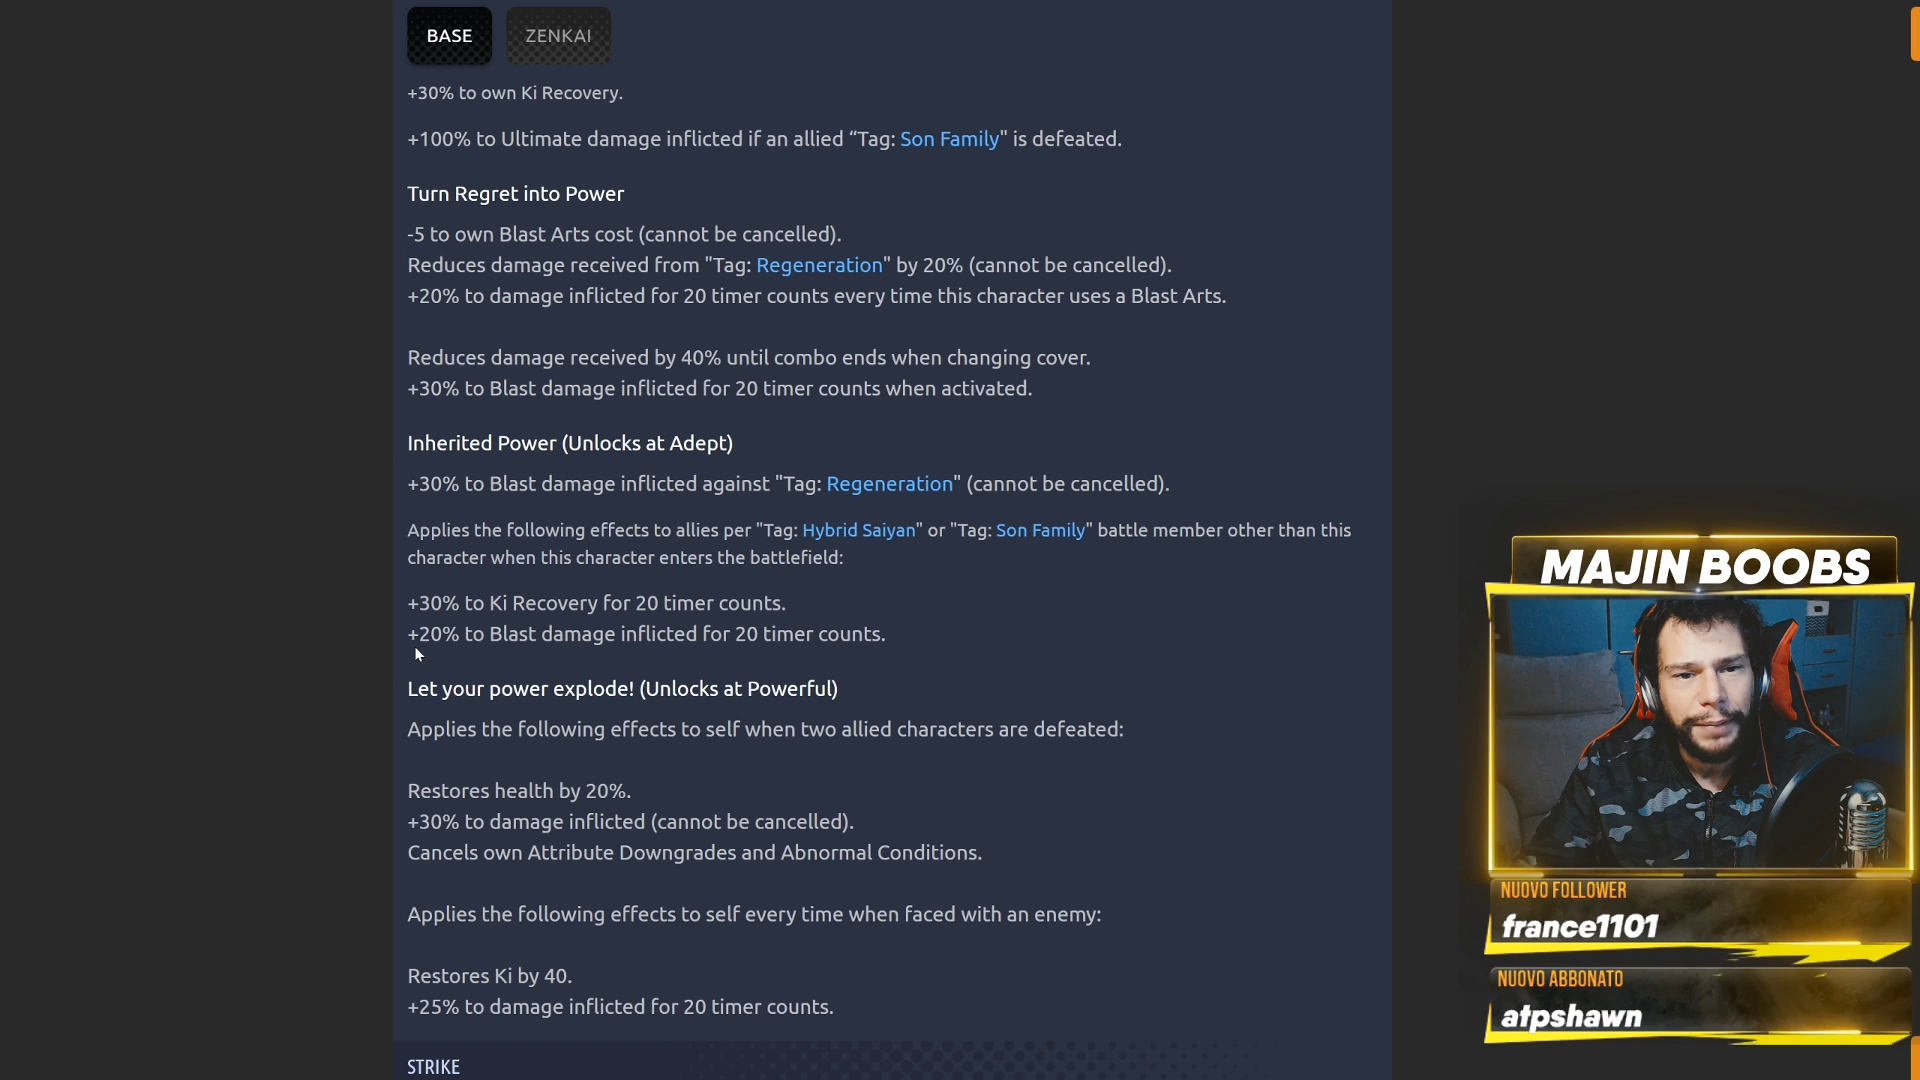 BASE
ZENKAI
+30% to own Ki Recovery.
+100% to Ultimate damage inflicted if an allied “Tag: Son Family" is defeated.
Turn Regret into Power
-5 to own Blast Arts cost (cannot be cancelled).
Reduces damage received from "Tag: Regeneration" by 20% (cannot be cancelled).
+20% to damage inflicted for 20 timer counts every time this character uses a Blast Arts.
Reduces damage received by 40% until combo ends when changing cover.
+30% to Blast damage inflicted for 20 timer counts when activated.
Inherited Power (Unlocks at Adept)
+30% to Blast damage inflicted against "Tag: Regeneration" (cannot be cancelled).
Applies the following effects to allies per "Tag: Hybrid Saiyan" or "Tag: Son Family" battle member other than this
character when this character enters the battlefield:
+30% to Ki Recovery for 20 timer counts.
+20% to Blast damage inflicted for 20 timer counts.
Let your power explode! (Unlocks at Powerful)
Applies the following effects to self when two allied characters are defeated:
Restores health by 20%.
+30% to damage inflicted (cannot be cancelled).
Cancels own Attribute Downgrades and Abnormal Conditions.
Applies the following effects to self every time when faced with an enemy:
Restores Ki by 40.
+25% to damage inflicted for 20 timer counts.
STRIKE
MAJIN BOOBS
NUOVO FOLLOWER
france1101
NUOVO ABBONATO
atpshawn